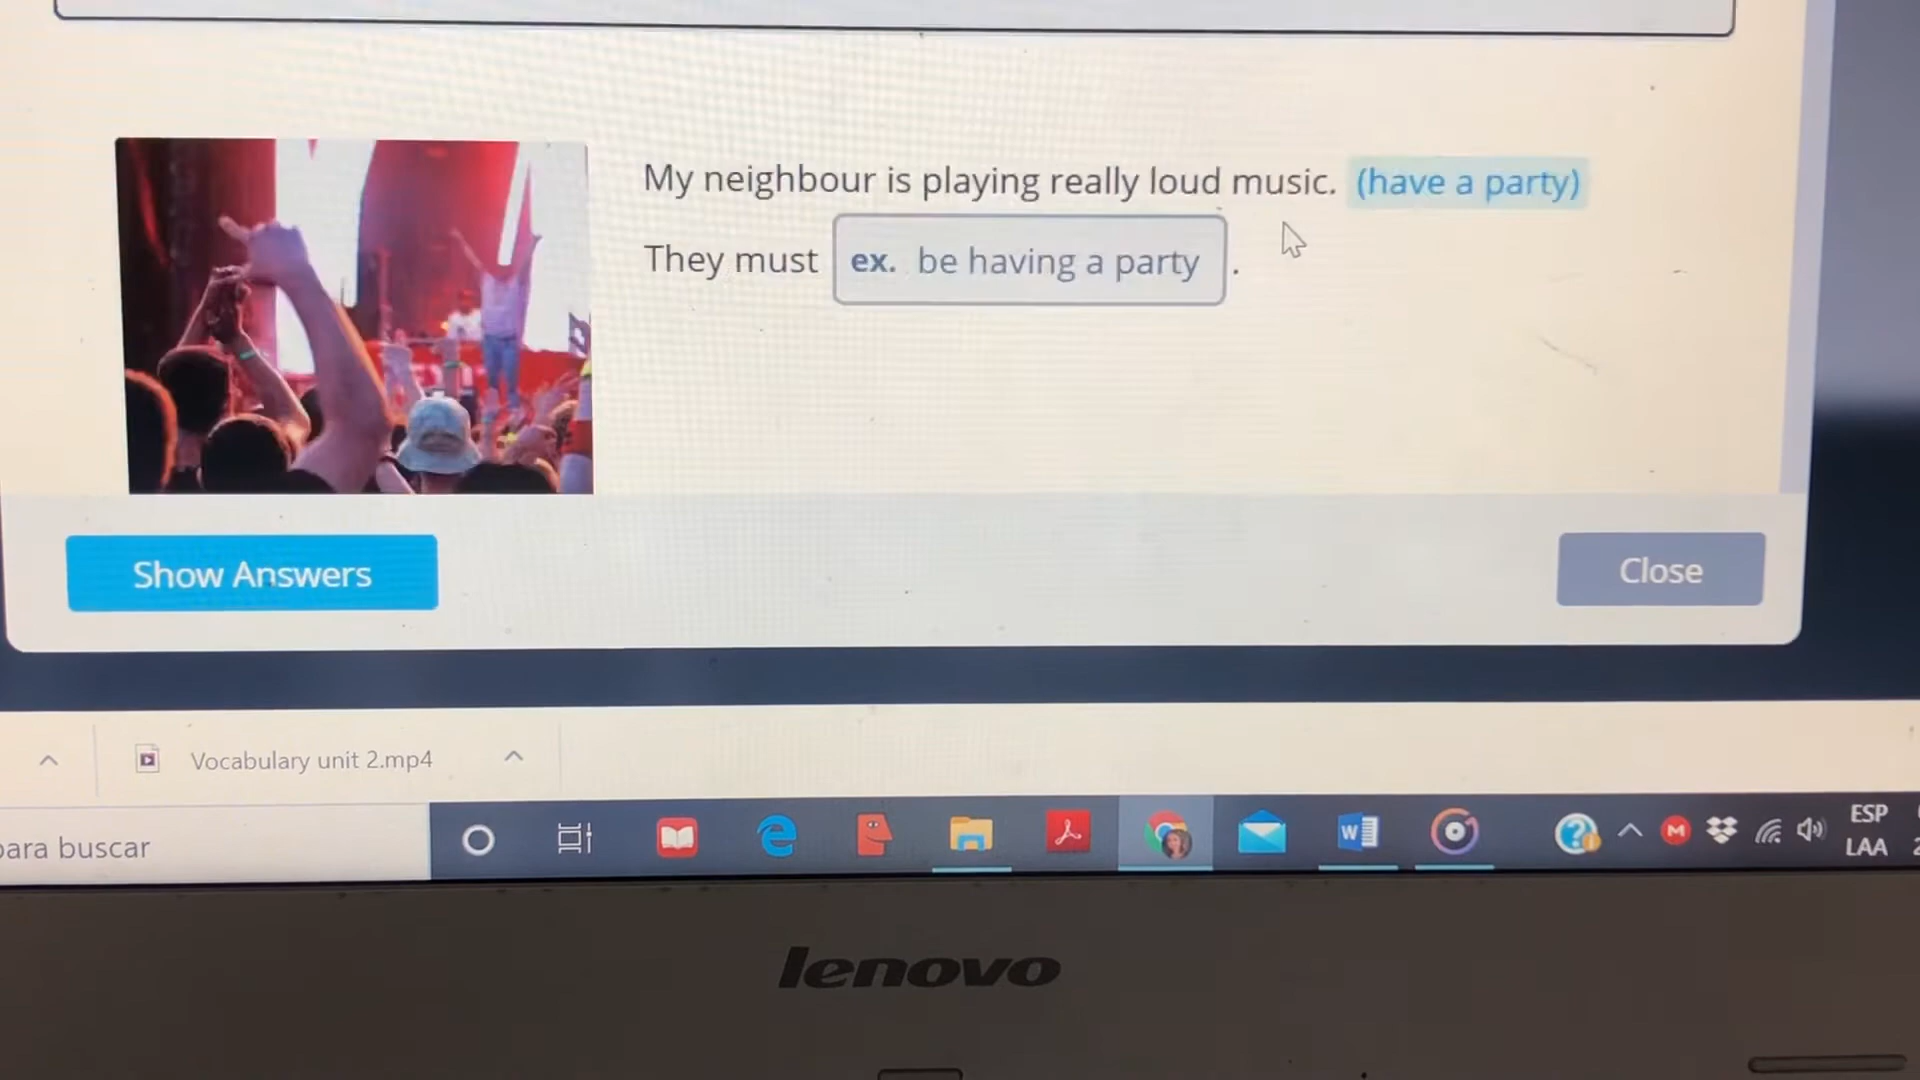 My neighbour is playing really loud music. (have a party)
They must ex. be having a party .
Show Answers
Close
Vocabulary unit 2.mp4
para buscar
ESP
LAA
lenovo